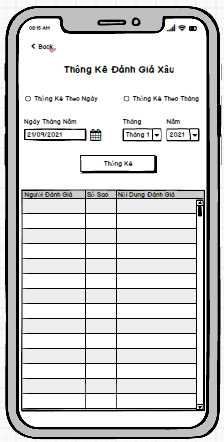 08:15 AM
Back
Thống Kê Đánh Giá Xấu
Thống Kê Theo Ngày
Thống Kê Theo Tháng
Ngày Tháng Năm
Tháng
Năm
21/09/2021
Tháng 1
2021
Thống Kê
Người Đánh Giá
Số Sao
Nội Dung Đánh Giá